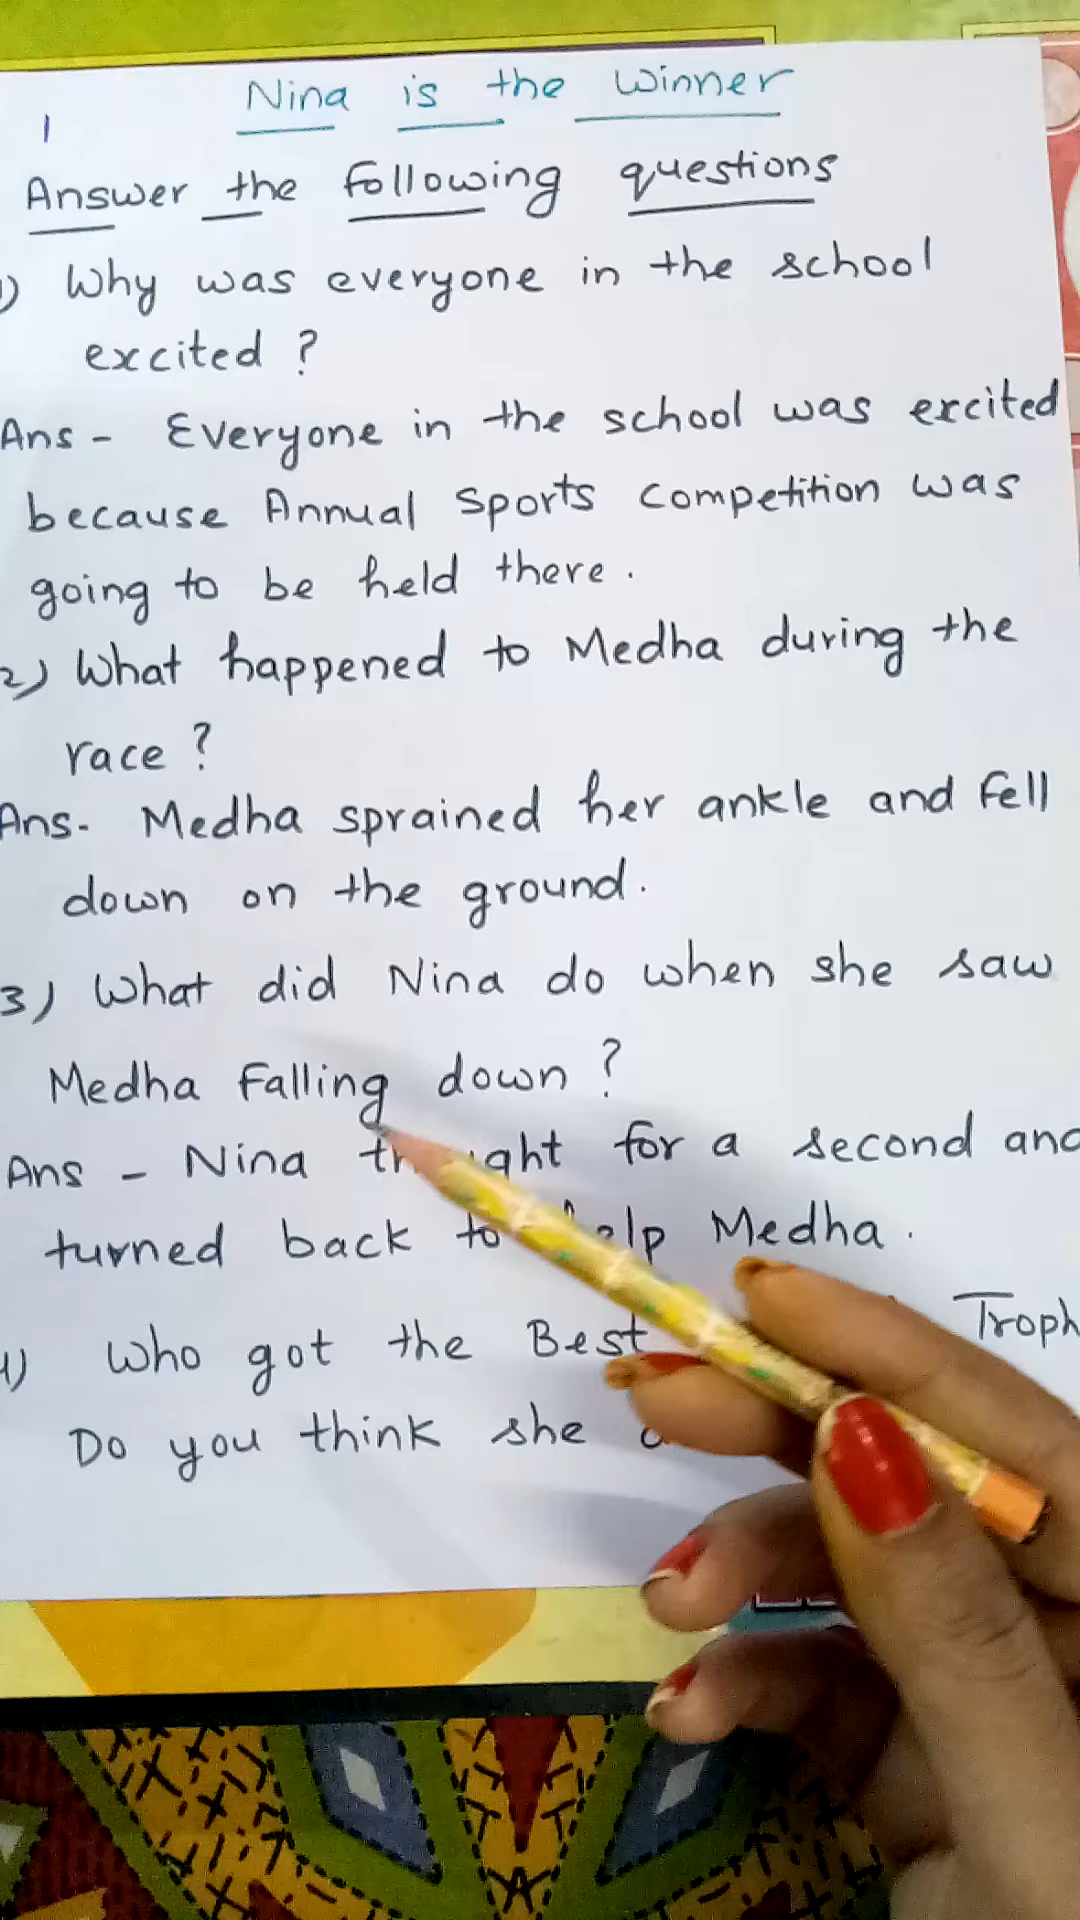 Nina is the Winner
1
Answer the following questions
1) Why was everyone in the school
excited ?
Ans - Everyone in the school was excited
because Annual Sports competition was
going to be held there.
2) What happened to Medha during the
race ?
Ans. Medha sprained her ankle and fell
down on the ground.
3) What did Nina do when she saw
Medha Falling down ?
Ans - Nina thought for a second and
turned back to help Medha.
4) Who got the Best Troph
Do you think she